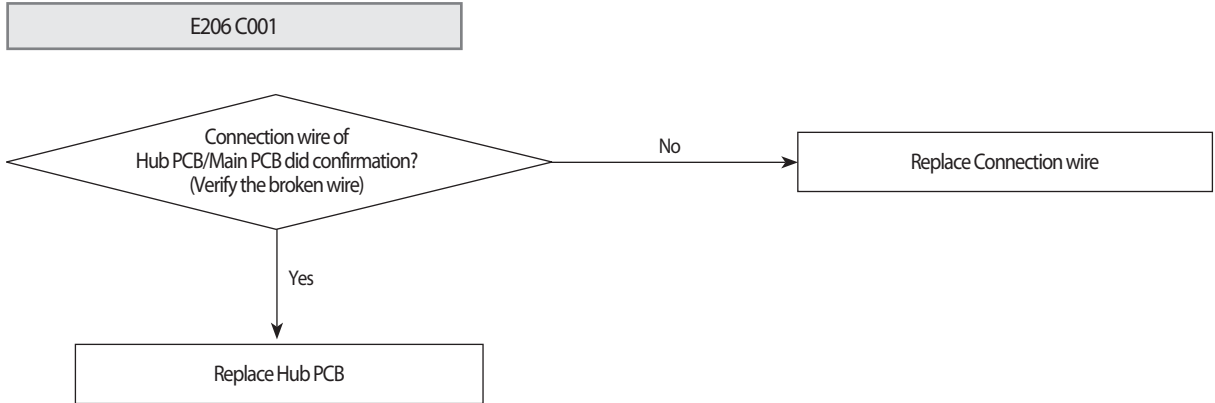 E206 C001
Connection wire of
Hub PCB/Main PCB did confirmation?
(Verify the broken wire)
No
Replace Connection wire
Yes
Replace Hub PCB